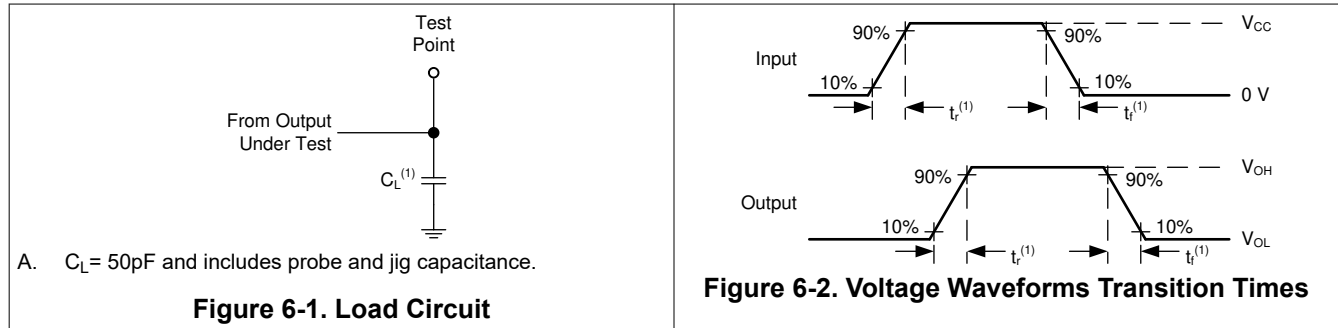 Test
Point
From Output
Under Test
C_L^(1)
A. C_L= 50pF and includes probe and jig capacitance.
Figure 6-1. Load Circuit
V_CC
90% 90%
Input
10% 10%
0 V
t_r^(1) t_f^(1)
V_OH
90% 90%
Output
10% 10%
V_OL
t_r^(1) t_f^(1)
Figure 6-2. Voltage Waveforms Transition Times